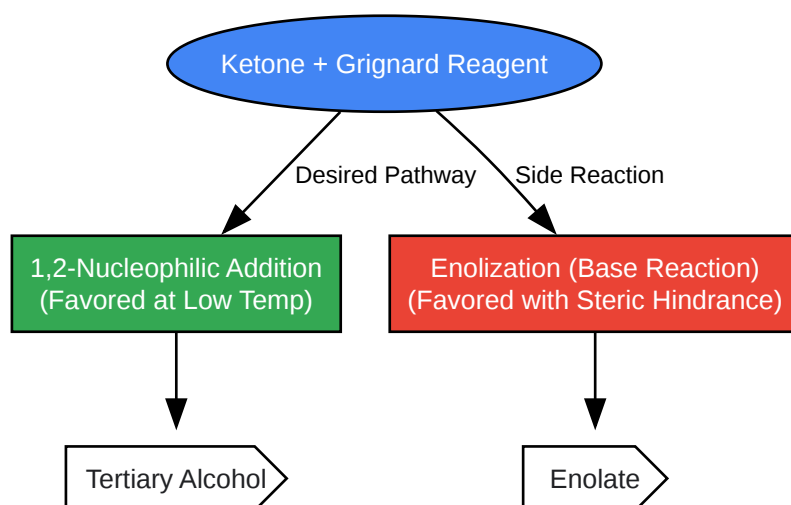 Ketone + Grignard Reagent
Desired Pathway
Side Reaction
1,2-Nucleophilic Addition
(Favored at Low Temp)
Enolization (Base Reaction)
(Favored with Steric Hindrance)
Tertiary Alcohol
Enolate